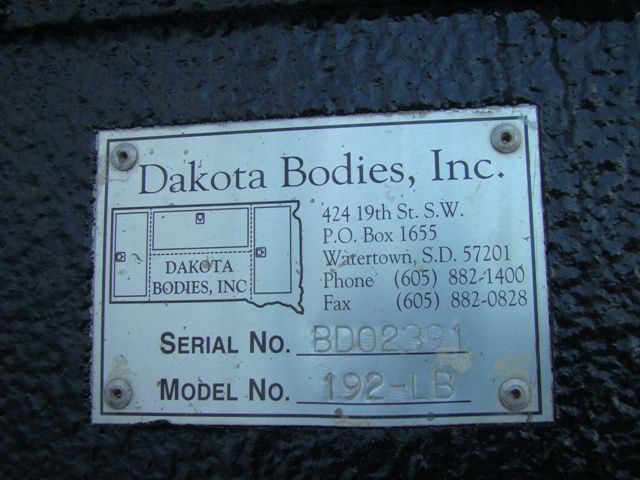 Dakota Bodies, Inc.
424 19th St. S.W.
P.O. Box 1655
Watertown, S.D. 57201
Phone (605) 882-1400
Fax (605) 882-0828
DAKOTA
BODIES, INC
SERIAL NO. BD02391
MODEL NO. 192-LB